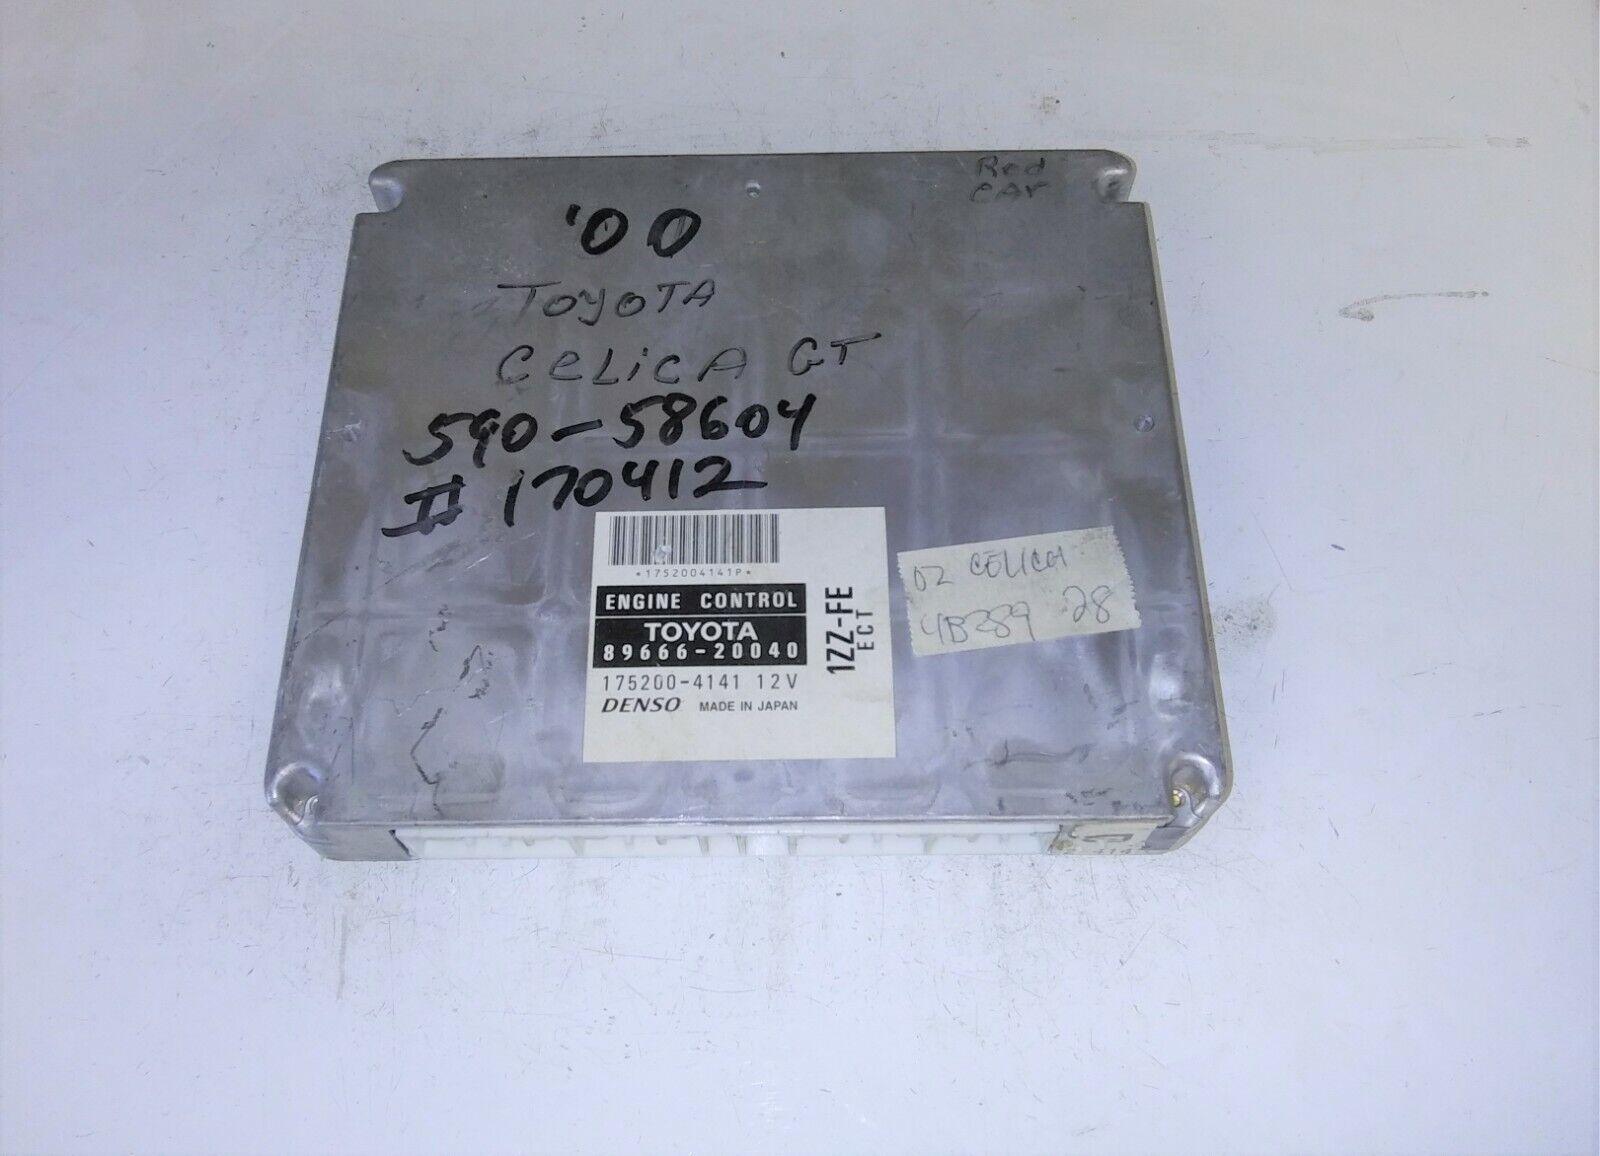 Red
CAr
'00
TOYOTA
CELiCA GT
590-58604
# 170412
*1752004141P*
ENGINE CONTROL
TOYOTA
89666-20040
175200-4141 12V
DENSO MADE IN JAPAN
1ZZ-FE
ECT
02 CELICA
4B389 28